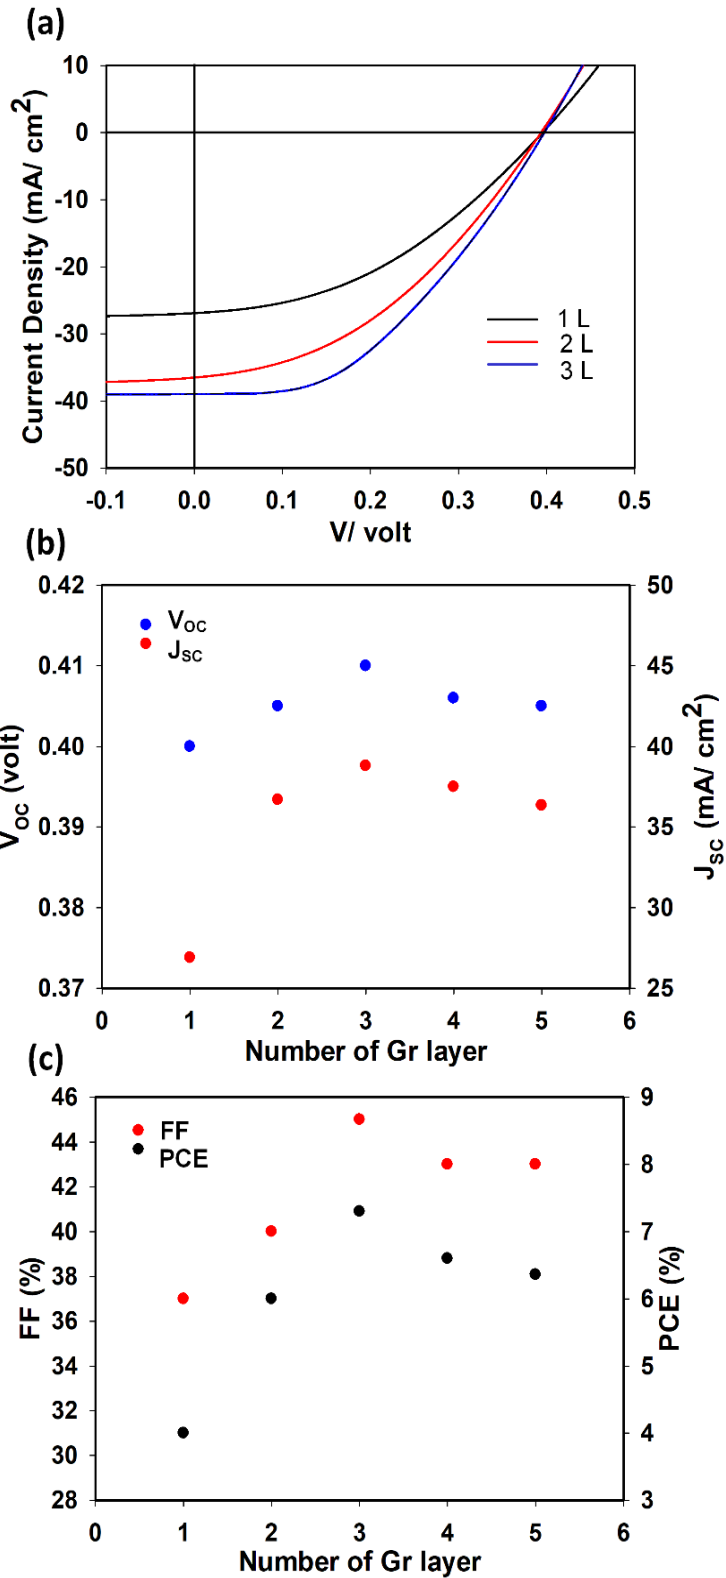 (a)
Current Density (mA/ cm2)
10
0
-10
-20
-30
-40
-50
1 L
2 L
3 L
-0.1 0.0 0.1 0.2 0.3 0.4 0.5
V/ volt
(b)
VOC (volt)
0.42
0.41
0.40
0.39
0.38
0.37
VOC
JSC
50
45
40
35
30
25
JSC (mA/ cm2)
0 1 2 3 4 5 6
Number of Gr layer
(c)
FF (%)
46
44
42
40
38
36
34
32
30
28
FF
PCE
9
8
7
6
5
4
3
PCE (%)
0 1 2 3 4 5 6
Number of Gr layer